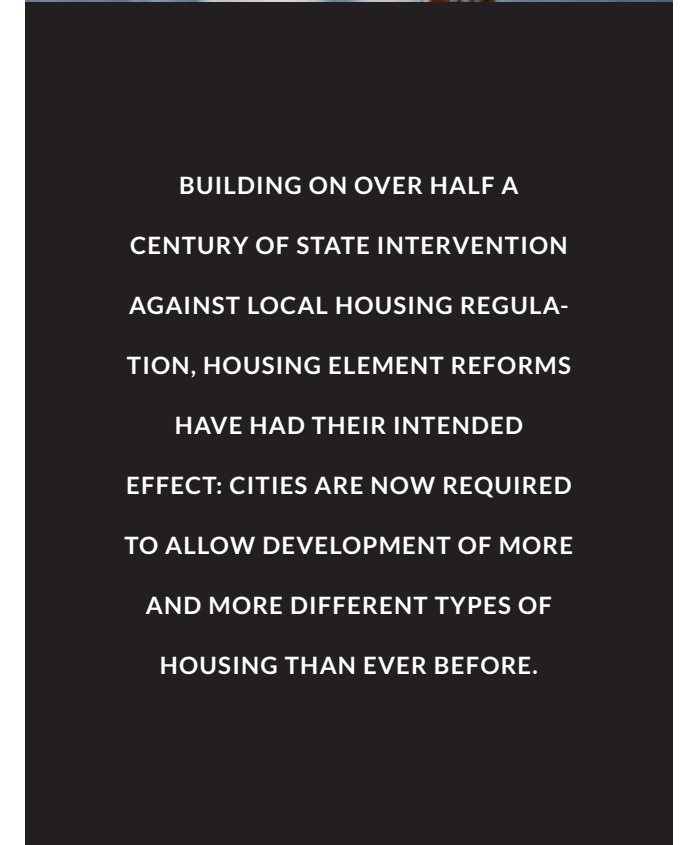 BUILDING ON OVER HALF A
CENTURY OF STATE INTERVENTION
AGAINST LOCAL HOUSING REGULA-
TION, HOUSING ELEMENT REFORMS
HAVE HAD THEIR INTENDED
EFFECT: CITIES ARE NOW REQUIRED
TO ALLOW DEVELOPMENT OF MORE
AND MORE DIFFERENT TYPES OF
HOUSING THAN EVER BEFORE.